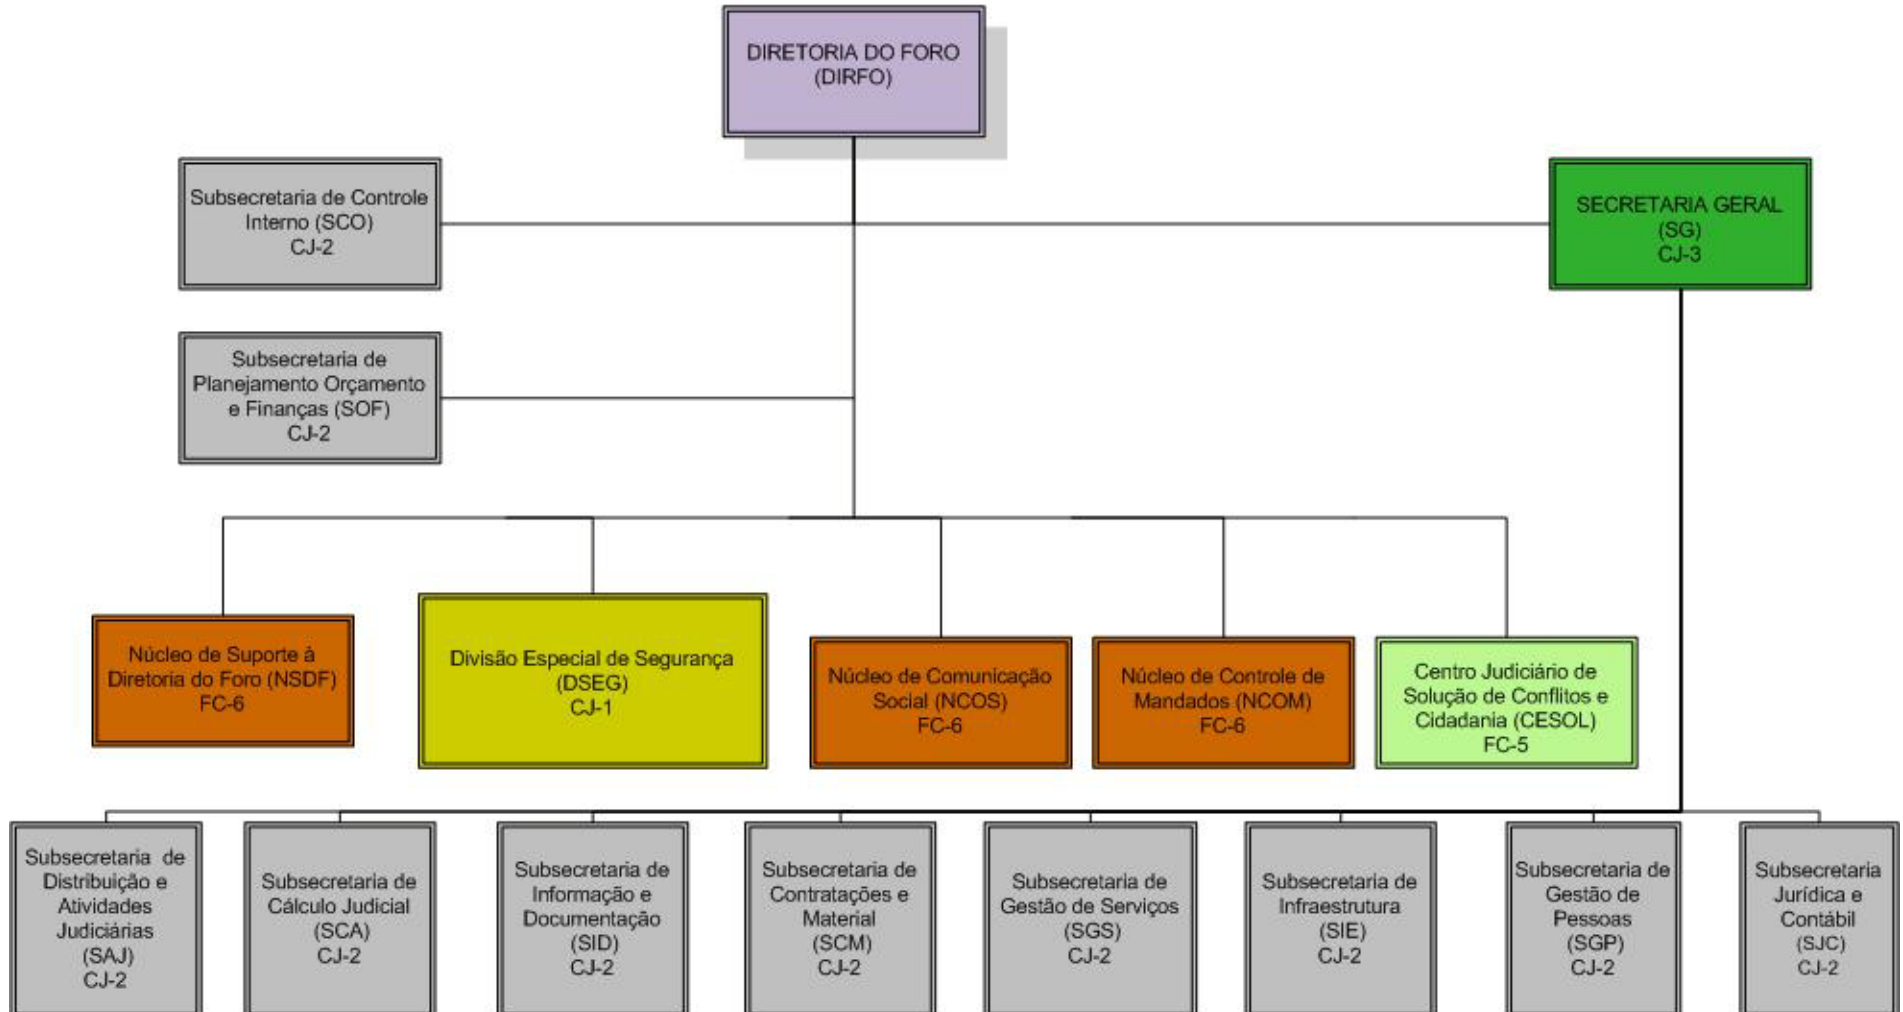 DIRETORIA DO FORO
(DIRFO)
Subsecretaria de Controle
Interno (SCO)
CJ-2
SECRETARIA GERAL
(SG)
CJ-3
Subsecretaria de
Planejamento Orçamento
e Finanças (SOF)
CJ-2
Núcleo de Suporte à
Diretoria do Foro (NSDF)
FC-6
Divisão Especial de Segurança
(DSEG)
CJ-1
Núcleo de Comunicação
Social (NCOS)
FC-6
Núcleo de Controle de
Mandados (NCOM)
FC-6
Centro Judiciário de
Solução de Conflitos e
Cidadania (CESOL)
FC-5
Subsecretaria de
Distribuição e
Atividades
Judiciárias
(SAJ)
CJ-2
Subsecretaria de
Cálculo Judicial
(SCA)
CJ-2
Subsecretaria de
Informação e
Documentação
(SID)
CJ-2
Subsecretaria de
Contratações e
Material
(SCM)
CJ-2
Subsecretaria de
Gestão de Serviços
(SGS)
CJ-2
Subsecretaria de
Infraestrutura
(SIE)
CJ-2
Subsecretaria de
Gestão de
Pessoas
(SGP)
CJ-2
Subsecretaria
Jurídica e
Contábil
(SJC)
CJ-2